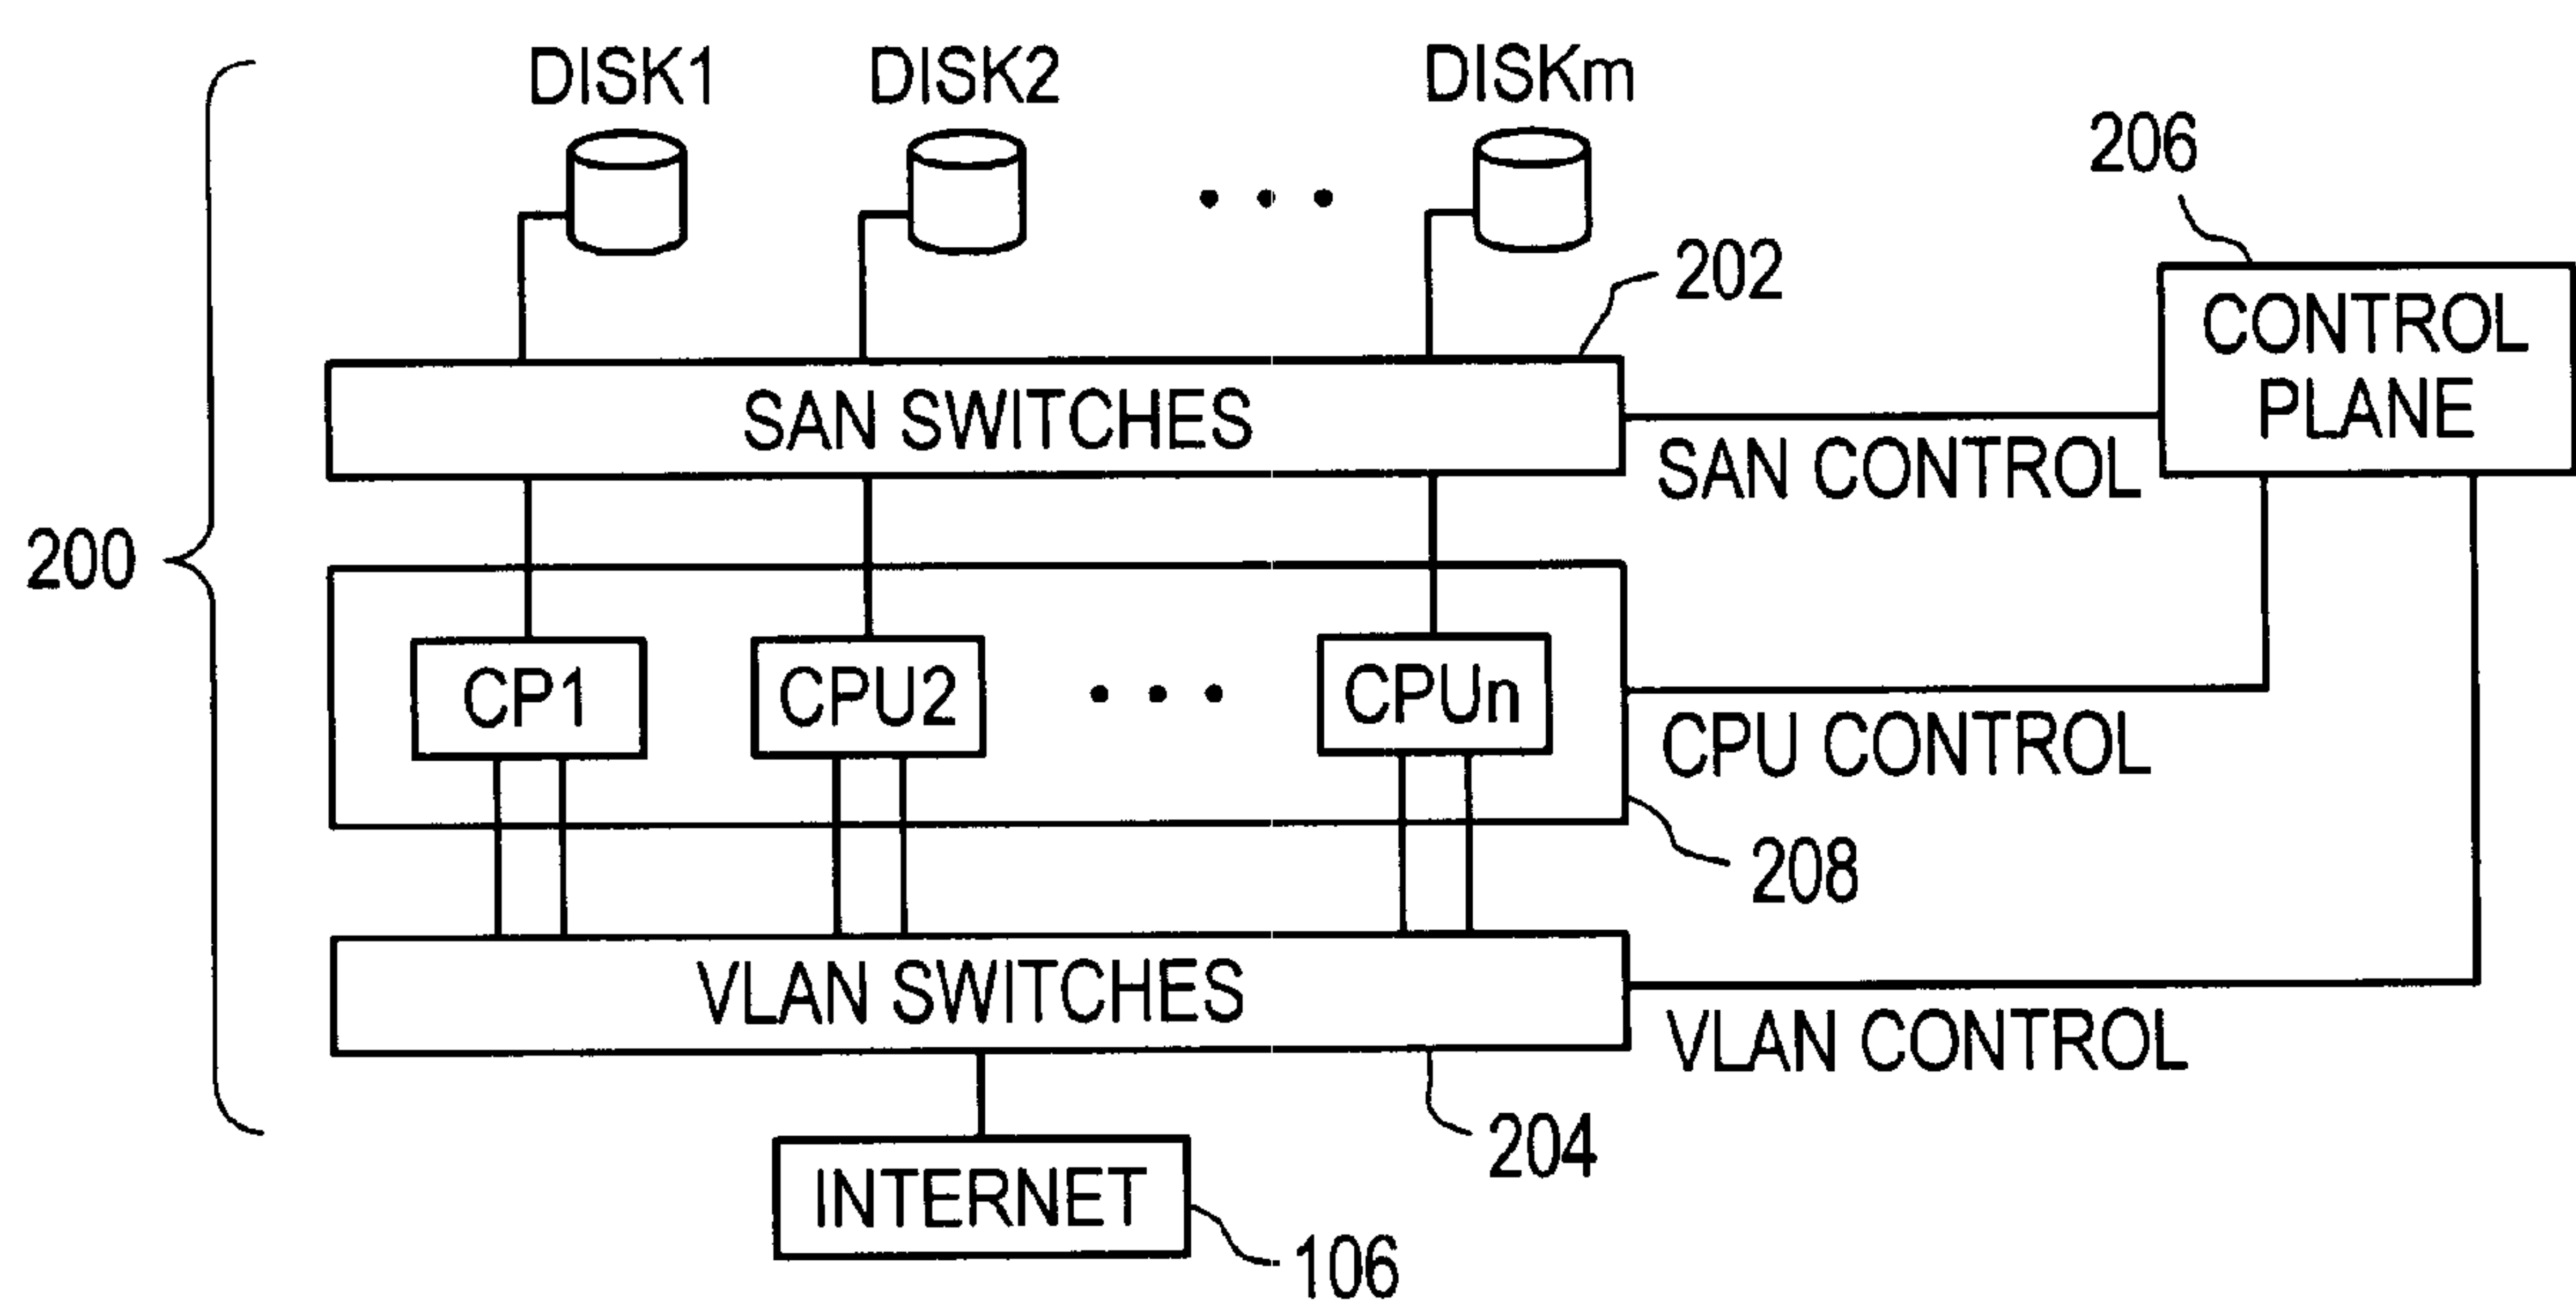 DISK1 DISK2 DISKm
206
202
CONTROL
PLANE
SAN SWITCHES
SAN CONTROL
200
CP1 CPU2 CPUn
CPU CONTROL
208
VLAN SWITCHES
VLAN CONTROL
204
INTERNET
106